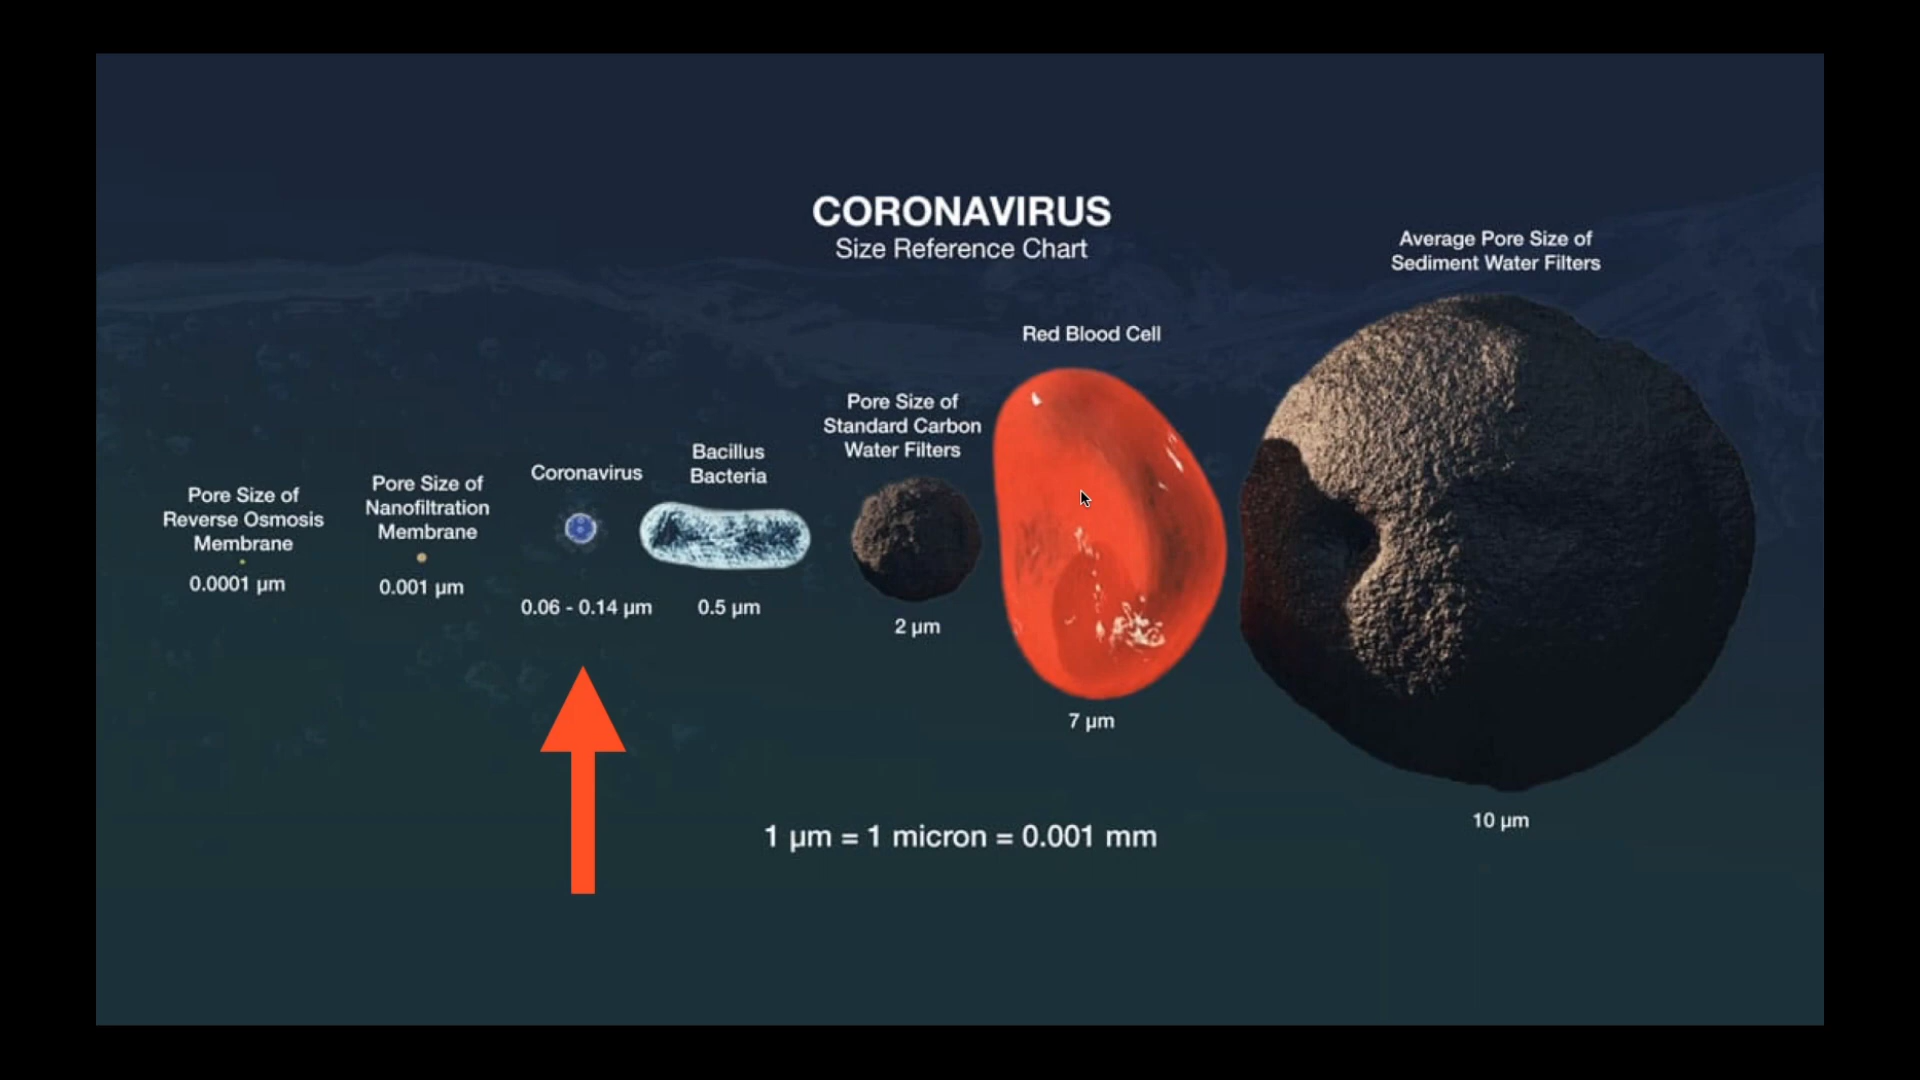 CORONAVIRUS
Size Reference Chart
Pore Size of
Reverse Osmosis
Membrane
0.0001 µm
Pore Size of
Nanofiltration
Membrane
0.001 µm
Coronavirus
0.06 - 0.14 µm
Bacillus
Bacteria
0.5 µm
Pore Size of
Standard Carbon
Water Filters
2 µm
Red Blood Cell
7 µm
Average Pore Size of
Sediment Water Filters
10 µm
1 µm = 1 micron = 0.001 mm